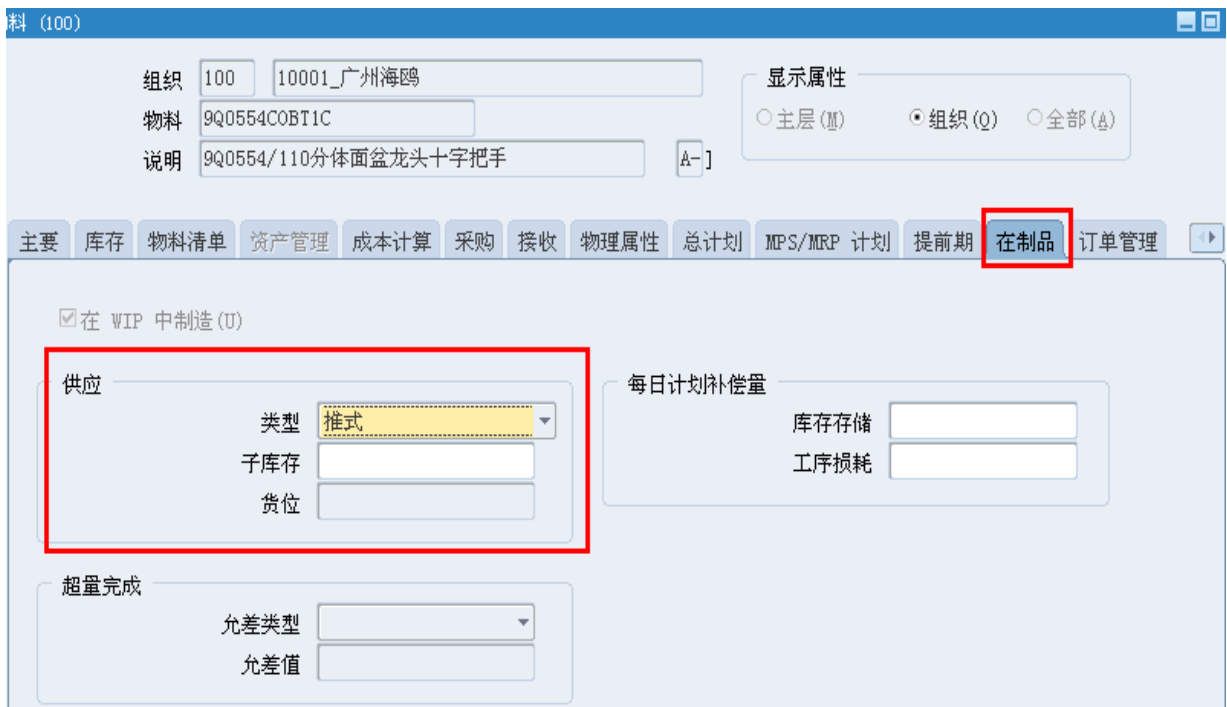 料 (100)
组织 100 10001_广州海鸥
物料 9Q0554COBT1C
说明 9Q0554/110分体面盆龙头十字把手 A- ]
显示属性
主层(M) 组织(O) 全部(A)
主要 库存 物料清单 资产管理 成本计算 采购 接收 物理属性 总计划 MPS/MRP 计划 提前期 在制品 订单管理
在 WIP 中制造(U)
供应
类型 推式
子库存
货位
每日计划补偿量
库存存储
工序损耗
超量完成
允差类型
允差值